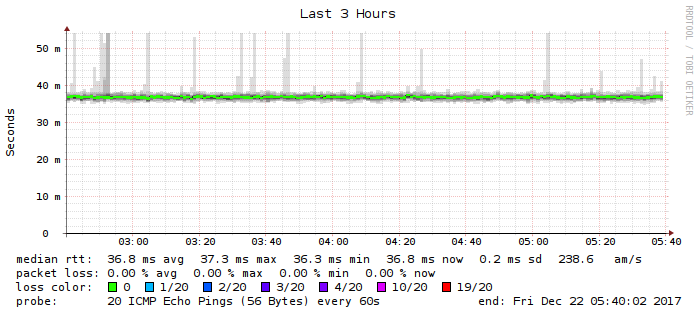 Last 3 Hours
RRDTOOL / TOBI OETIKER
Seconds
50 m
40 m
30 m
20 m
10 m
0
03:00 03:20 03:40 04:00 04:20 04:40 05:00 05:20 05:40
median rtt: 36.8 ms avg 37.3 ms max 36.3 ms min 36.8 ms now 0.2 ms sd 238.6 am/s
packet loss: 0.00 % avg 0.00 % max 0.00 % min 0.00 % now
loss color: 0 1/20 2/20 3/20 4/20 10/20 19/20
probe: 20 ICMP Echo Pings (56 Bytes) every 60s end: Fri Dec 22 05:40:02 2017